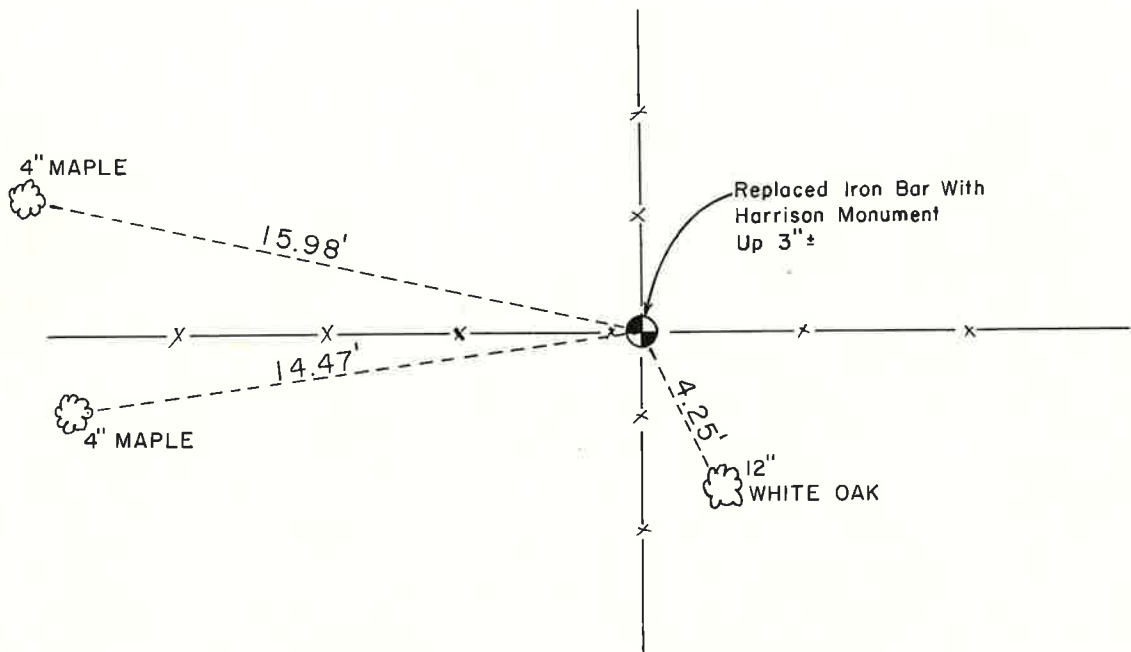 4" MAPLE
15.98'
Replaced Iron Bar With
Harrison Monument
Up 3"±
14.47'
4" MAPLE
4.25'
12"
WHITE OAK